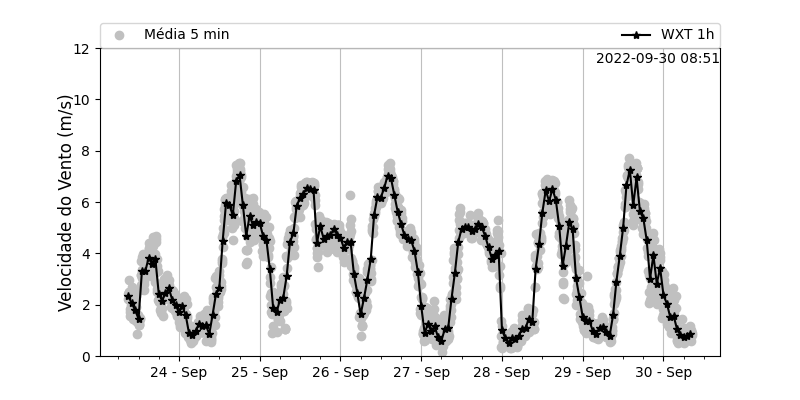 Média 5 min
WXT 1h
2022-09-30 08:51
Velocidade do Vento (m/s)
12
10
8
6
4
2
0
24 - Sep
25 - Sep
26 - Sep
27 - Sep
28 - Sep
29 - Sep
30 - Sep